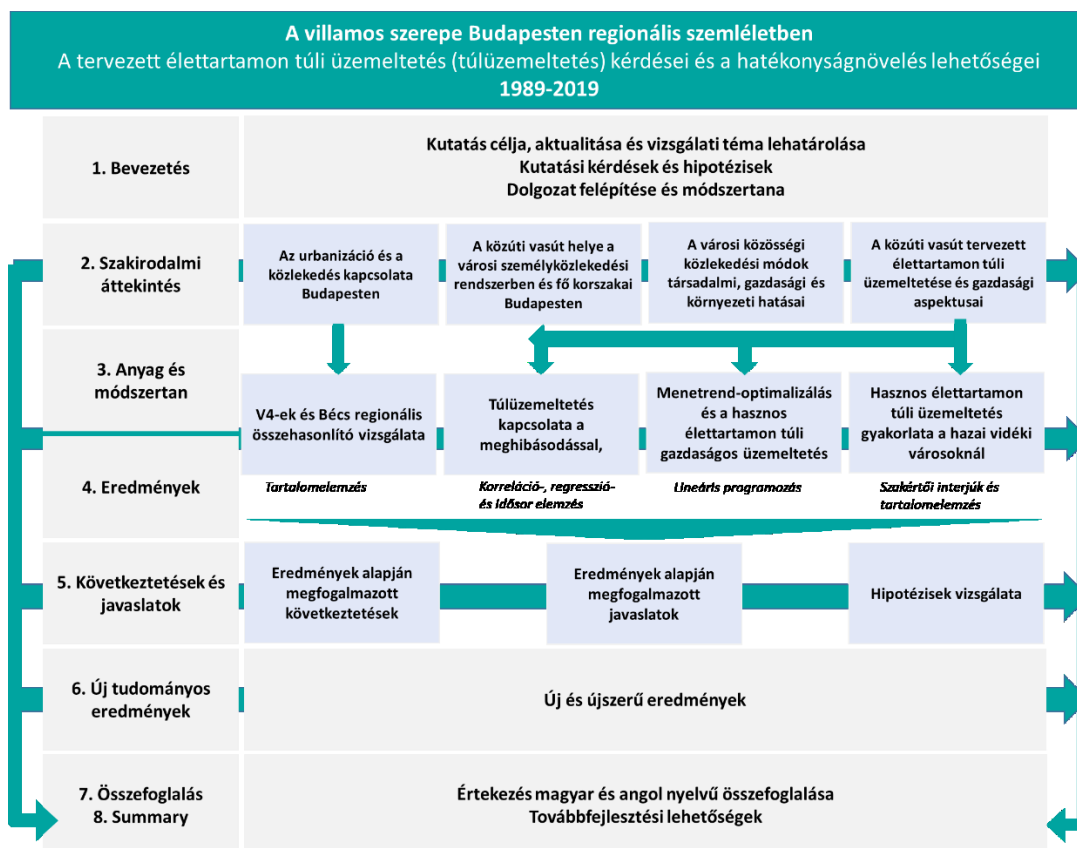 A villamos szerepe Budapesten regionális szemléletben
A tervezett élettartamon túli üzemeltetés (túlüzemeltetés) kérdései és a hatékonyságnövelés lehetőségei
1989-2019
1. Bevezetés
Kutatás célja, aktualitása és vizsgálati téma lehatárolása
Kutatási kérdések és hipotézisek
Dolgozat felépítése és módszertana
2. Szakirodalmi
áttekintés
Az urbanizáció és a
közlekedés kapcsolata
Budapesten
A közúti vasút helye a
városi személyközlekedési
rendszerben és fő korszakai
Budapesten
A városi közösségi
közlekedési módok
társadalmi, gazdasági és
környezeti hatásai
A közúti vasút tervezett
élettartamon túli
üzemeltetése és gazdasági
aspektusai
3. Anyag és
módszertan
V4-ek és Bécs regionális
összehasonlító vizsgálata
Túlüzemeltetés
kapcsolata a
meghibásodással,
Menetrend-optimalizálás
és a hasznos
élettartamon túli
gazdaságos üzemeltetés
Hasznos élettartamon
túli üzemeltetés
gyakorlata a hazai vidéki
városoknál
4. Eredmények
Tartalomelemzés
Korreláció-, regresszió-
és idősor elemzés
Lineáris programozás
Szakértői interjúk és
tartalomelemzés
5. Következtetések és
javaslatok
Eredmények alapján
megfogalmazott
következtetések
Eredmények alapján
megfogalmazott
javaslatok
Hipotézisek vizsgálata
6. Új tudományos
eredmények
Új és újszerű eredmények
7. Összefoglalás
8. Summary
Értekezés magyar és angol nyelvű összefoglalása
Továbbfejlesztési lehetőségek